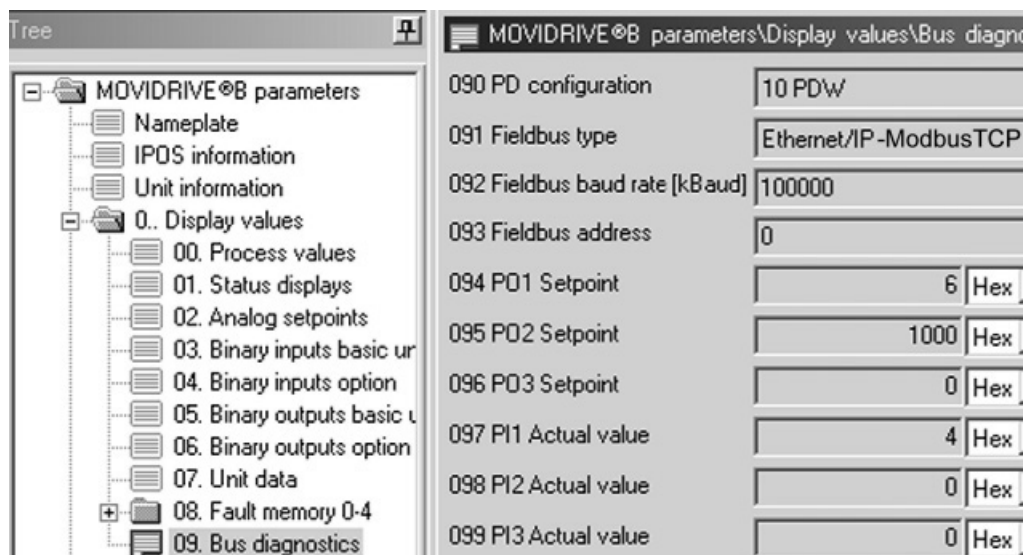 Tree
MOVIDRIVE®B parameters
Nameplate
IPOS information
Unit information
0.. Display values
00. Process values
01. Status displays
02. Analog setpoints
03. Binary inputs basic ur
04. Binary inputs option
05. Binary outputs basic u
06. Binary outputs option
07. Unit data
08. Fault memory 0-4
09. Bus diagnostics
MOVIDRIVE®B parameters\Display values\Bus diagno
090 PD configuration 10 PDW
091 Fieldbus type Ethernet/IP-ModbusTCP
092 Fieldbus baud rate [kBaud] 100000
093 Fieldbus address 0
094 PO1 Setpoint 6 Hex
095 PO2 Setpoint 1000 Hex
096 PO3 Setpoint 0 Hex
097 PI1 Actual value 4 Hex
098 PI2 Actual value 0 Hex
099 PI3 Actual value 0 Hex